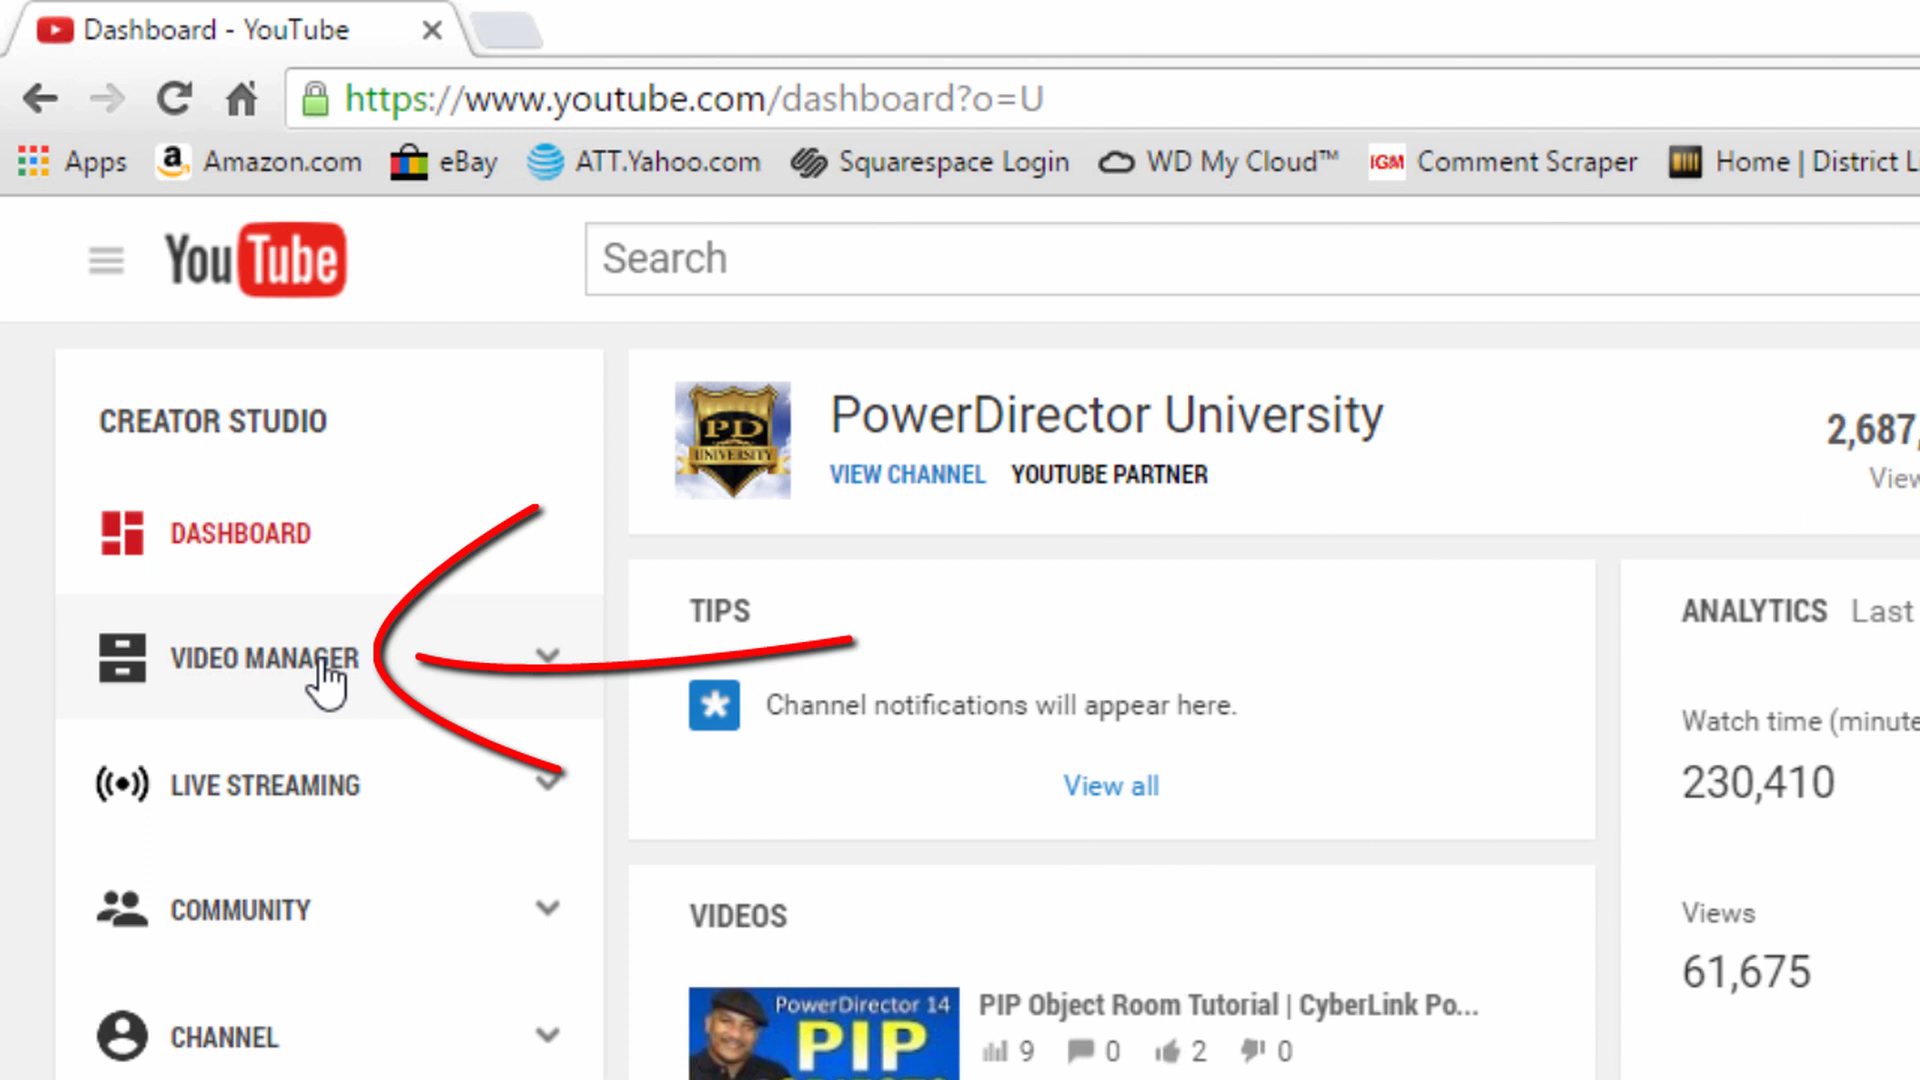 Dashboard - YouTube
https://www.youtube.com/dashboard?o=U
Apps Amazon.com eBay ATT.Yahoo.com Squarespace Login WD My Cloud™ IGM Comment Scraper Home | District L
YouTube Search
CREATOR STUDIO
DASHBOARD
VIDEO MANAGER
LIVE STREAMING
COMMUNITY
CHANNEL
PD
UNIVERSITY
PowerDirector University
VIEW CHANNEL YOUTUBE PARTNER
2,687,
View
TIPS
Channel notifications will appear here.
View all
VIDEOS
PowerDirector 14
PIP
PIP Object Room Tutorial | CyberLink Po...
9 0 2 0
ANALYTICS Last
Watch time (minute
230,410
Views
61,675